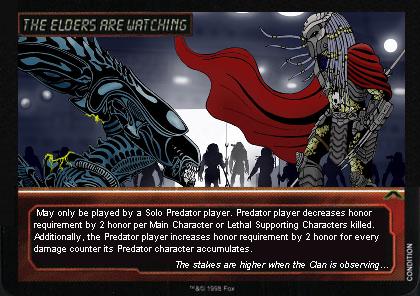 THE ELDERS ARE WATCHING
May only be played by a Solo Predator player. Predator player decreases honor
requirement by 2 honor per Main Character or Lethal Supporting Characters killed.
Additionally, the Predator player increases honor requirement by 2 honor for every
damage counter its Predator character accumulates.
The stakes are higher when the Clan is observing...
CONDITION
™&© 1998 Fox